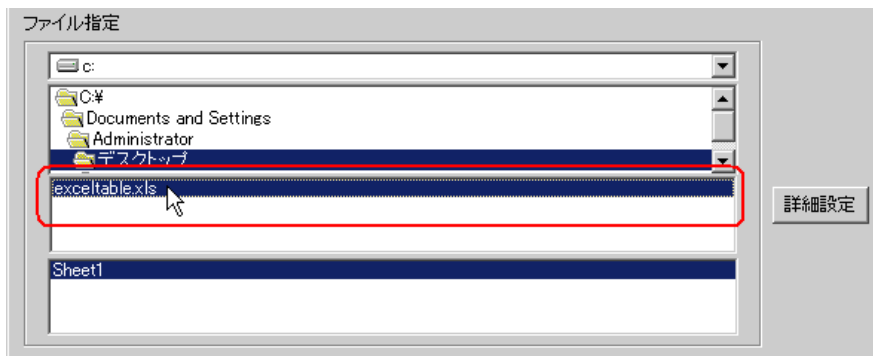 ファイル指定
c:
C:¥
Documents and Settings
Administrator
デスクトップ
exceltable.xls
詳細設定
Sheet1